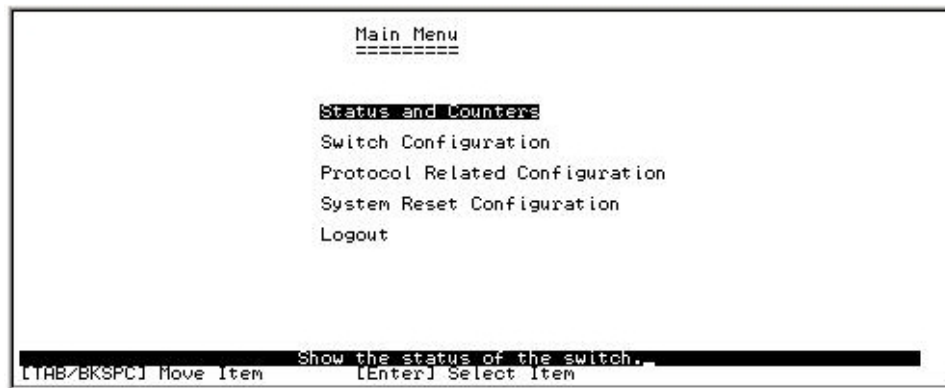 Main Menu
=========
Status and Counters
Switch Configuration
Protocol Related Configuration
System Reset Configuration
Logout
Show the status of the switch._
[TAB/BKSPC] Move Item [Enter] Select Item